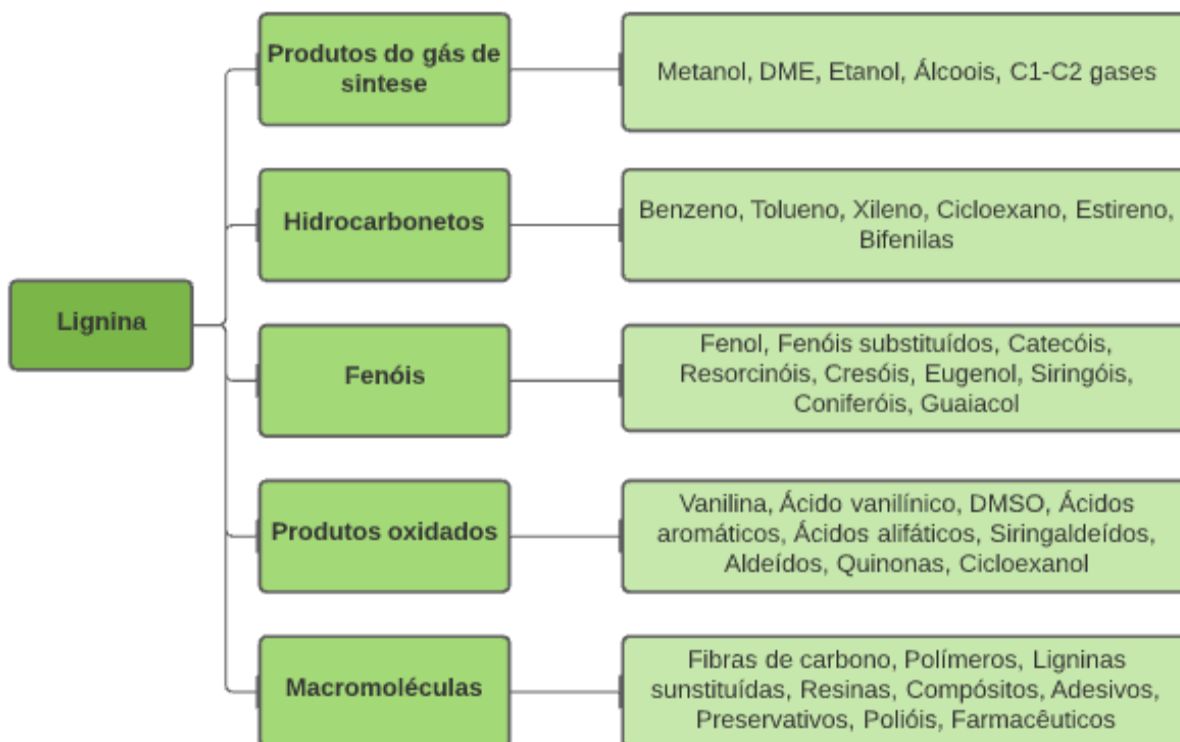 Produtos do gás de
sintese
Metanol, DME, Etanol, Álcoois, C1-C2 gases
Hidrocarbonetos
Benzeno, Tolueno, Xileno, Cicloexano, Estireno,
Bifenilas
Lignina
Fenóis
Fenol, Fenóis substituídos, Catecóis,
Resorcinóis, Cresóis, Eugenol, Siringóis,
Coniferóis, Guaiacol
Produtos oxidados
Vanilina, Ácido vanilínico, DMSO, Ácidos
aromáticos, Ácidos alifáticos, Siringaldeídos,
Aldeídos, Quinonas, Cicloexanol
Macromoléculas
Fibras de carbono, Polímeros, Ligninas
sunstituídas, Resinas, Compósitos, Adesivos,
Preservativos, Polióis, Farmacêuticos